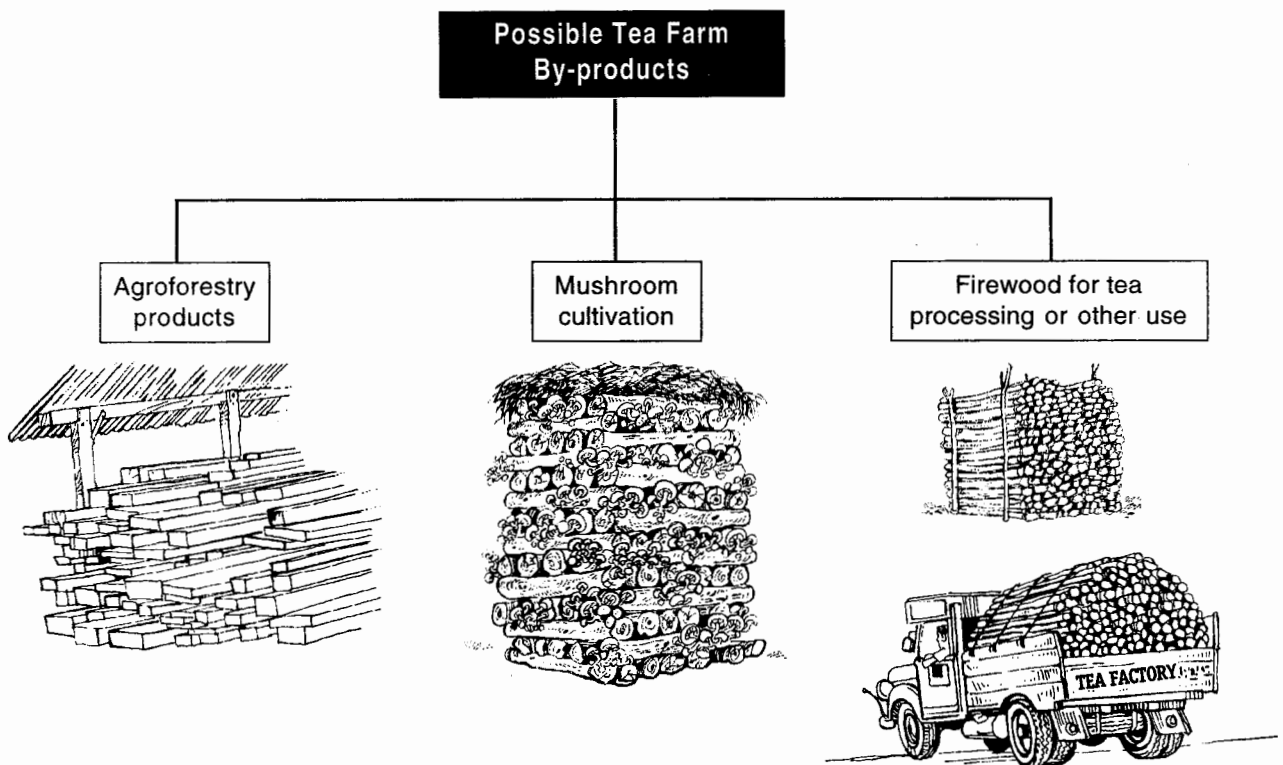 Possible Tea Farm
By-products
Agroforestry
products
Mushroom
cultivation
Firewood for tea
processing or other use
TEA FACTORY